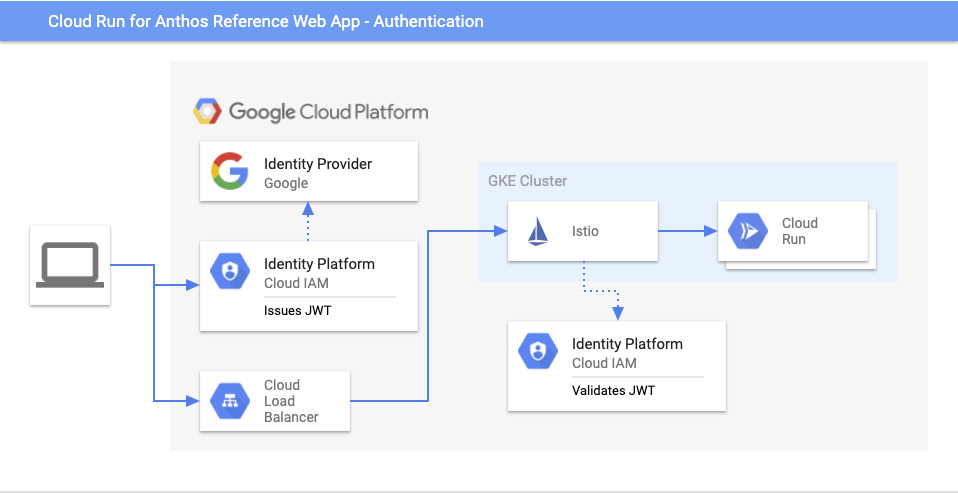 Cloud Run for Anthos Reference Web App - Authentication
Google Cloud Platform
Identity Provider
Google
GKE Cluster
Istio
Cloud
Run
Identity Platform
Cloud IAM
Issues JWT
Identity Platform
Cloud IAM
Validates JWT
Cloud
Load
Balancer